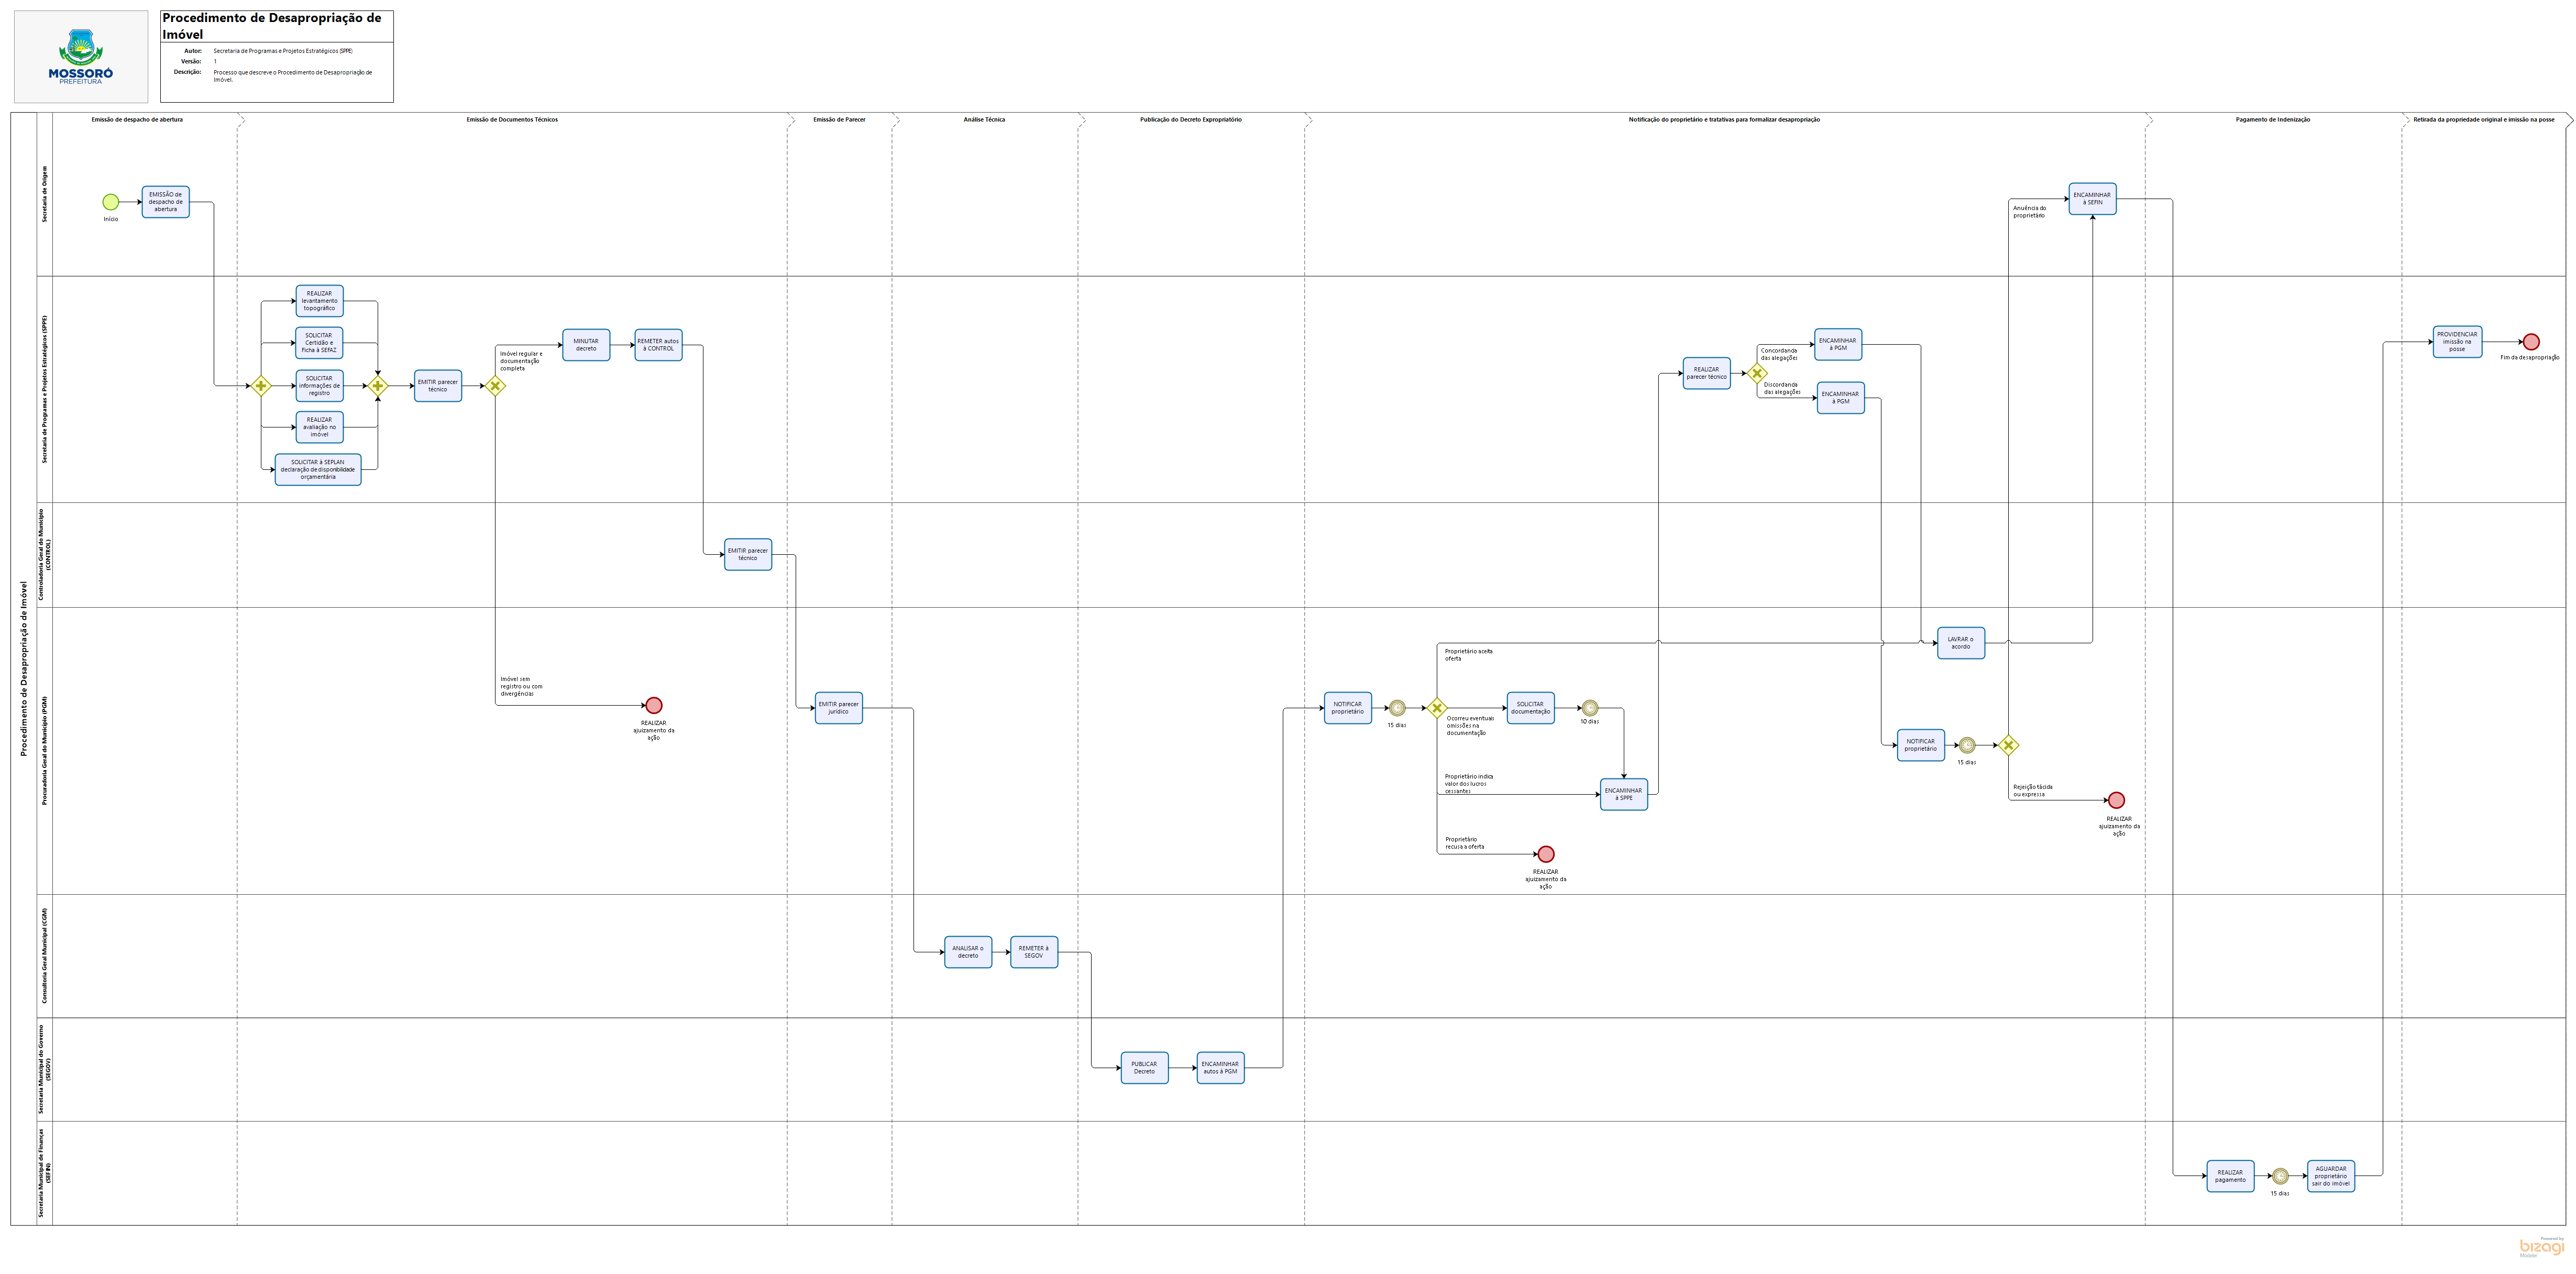 MOSSORÓ
PREFEITURA
Procedimento de Desapropriação de
Imóvel
Autor: Secretaria de Programas e Projetos Estratégicos (SPPE)
Versão: 1
Descrição: Processo que descreve o Procedimento de Desapropriação de
Imóvel.
Emissão de despacho de abertura
Emissão de Documentos Técnicos
Emissão de Parecer
Análise Técnica
Publicação do Decreto Expropriatório
Notificação do proprietário e tratativas para formalizar desapropriação
Pagamento de Indenização
Retirada da propriedade original e imissão na posse
Procedimento de Desapropriação de Imóvel
Secretaria de Origem
Início
EMISSÃO de
despacho de
abertura
Anuência do
proprietário
ENCAMINHAR
à SEFIN
Secretaria de Programas e Projetos Estratégicos (SPPE)
REALIZAR
levantamento
topográfico
SOLICITAR
Certidão e
Ficha à SEFAZ
SOLICITAR
informações de
registro
REALIZAR
avaliação no
imóvel
SOLICITAR à SEPLAN
declaração de disponibilidade
orçamentária
EMITIR parecer
técnico
Imóvel regular e
documentação
completa
MINUTAR
decreto
REMETER autos
à CONTROL
REALIZAR
parecer técnico
Concordanda
das alegações
ENCAMINHAR
à PGM
Discordanda
das alegações
ENCAMINHAR
à PGM
PROVIDENCIAR
imissão na
posse
Fim da desapropriação
Controladoria Geral do Município
(CONTROL)
EMITIR parecer
técnico
Procuradoria Geral do Município (PGM)
Imóvel sem
registro ou com
divergências
REALIZAR
ajuizamento da
ação
EMITIR parecer
jurídico
NOTIFICAR
proprietário
15 dias
Proprietário aceita
oferta
Ocorreu eventuais
omissões na
documentação
SOLICITAR
documentação
10 dias
Proprietário indica
valor dos lucros
cessantes
ENCAMINHAR
à SPPE
Proprietário
recusa a oferta
REALIZAR
ajuizamento da
ação
LAVRAR o
acordo
NOTIFICAR
proprietário
15 dias
Rejeição tácida
ou expressa
REALIZAR
ajuizamento da
ação
Consultoria Geral Municipal (CGM)
ANALISAR o
decreto
REMETER à
SEGOV
Secretaria Municipal do Governo
(SEGOV)
PUBLICAR
Decreto
ENCAMINHAR
autos à PGM
Secretaria Municipal de Finanças
(SEFIN)
REALIZAR
pagamento
15 dias
AGUARDAR
proprietário
sair do imóvel
Powered by
bizagi
Modeler